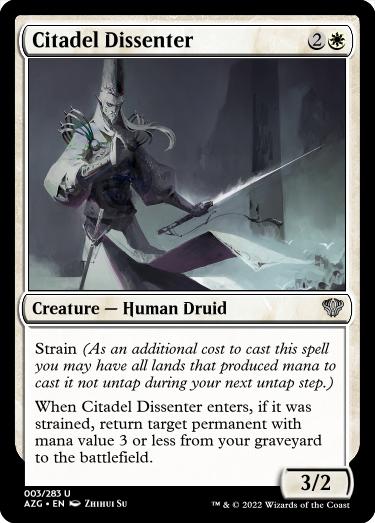 Citadel Dissenter 2
Creature — Human Druid
Strain (As an additional cost to cast this spell
you may have all lands that produced mana to
cast it not untap during your next untap step.)
When Citadel Dissenter enters, if it was
strained, return target permanent with
mana value 3 or less from your graveyard
to the battlefield.
3/2
003/283 U
AZG • EN Zhihui Su
™ & © 2022 Wizards of the Coast